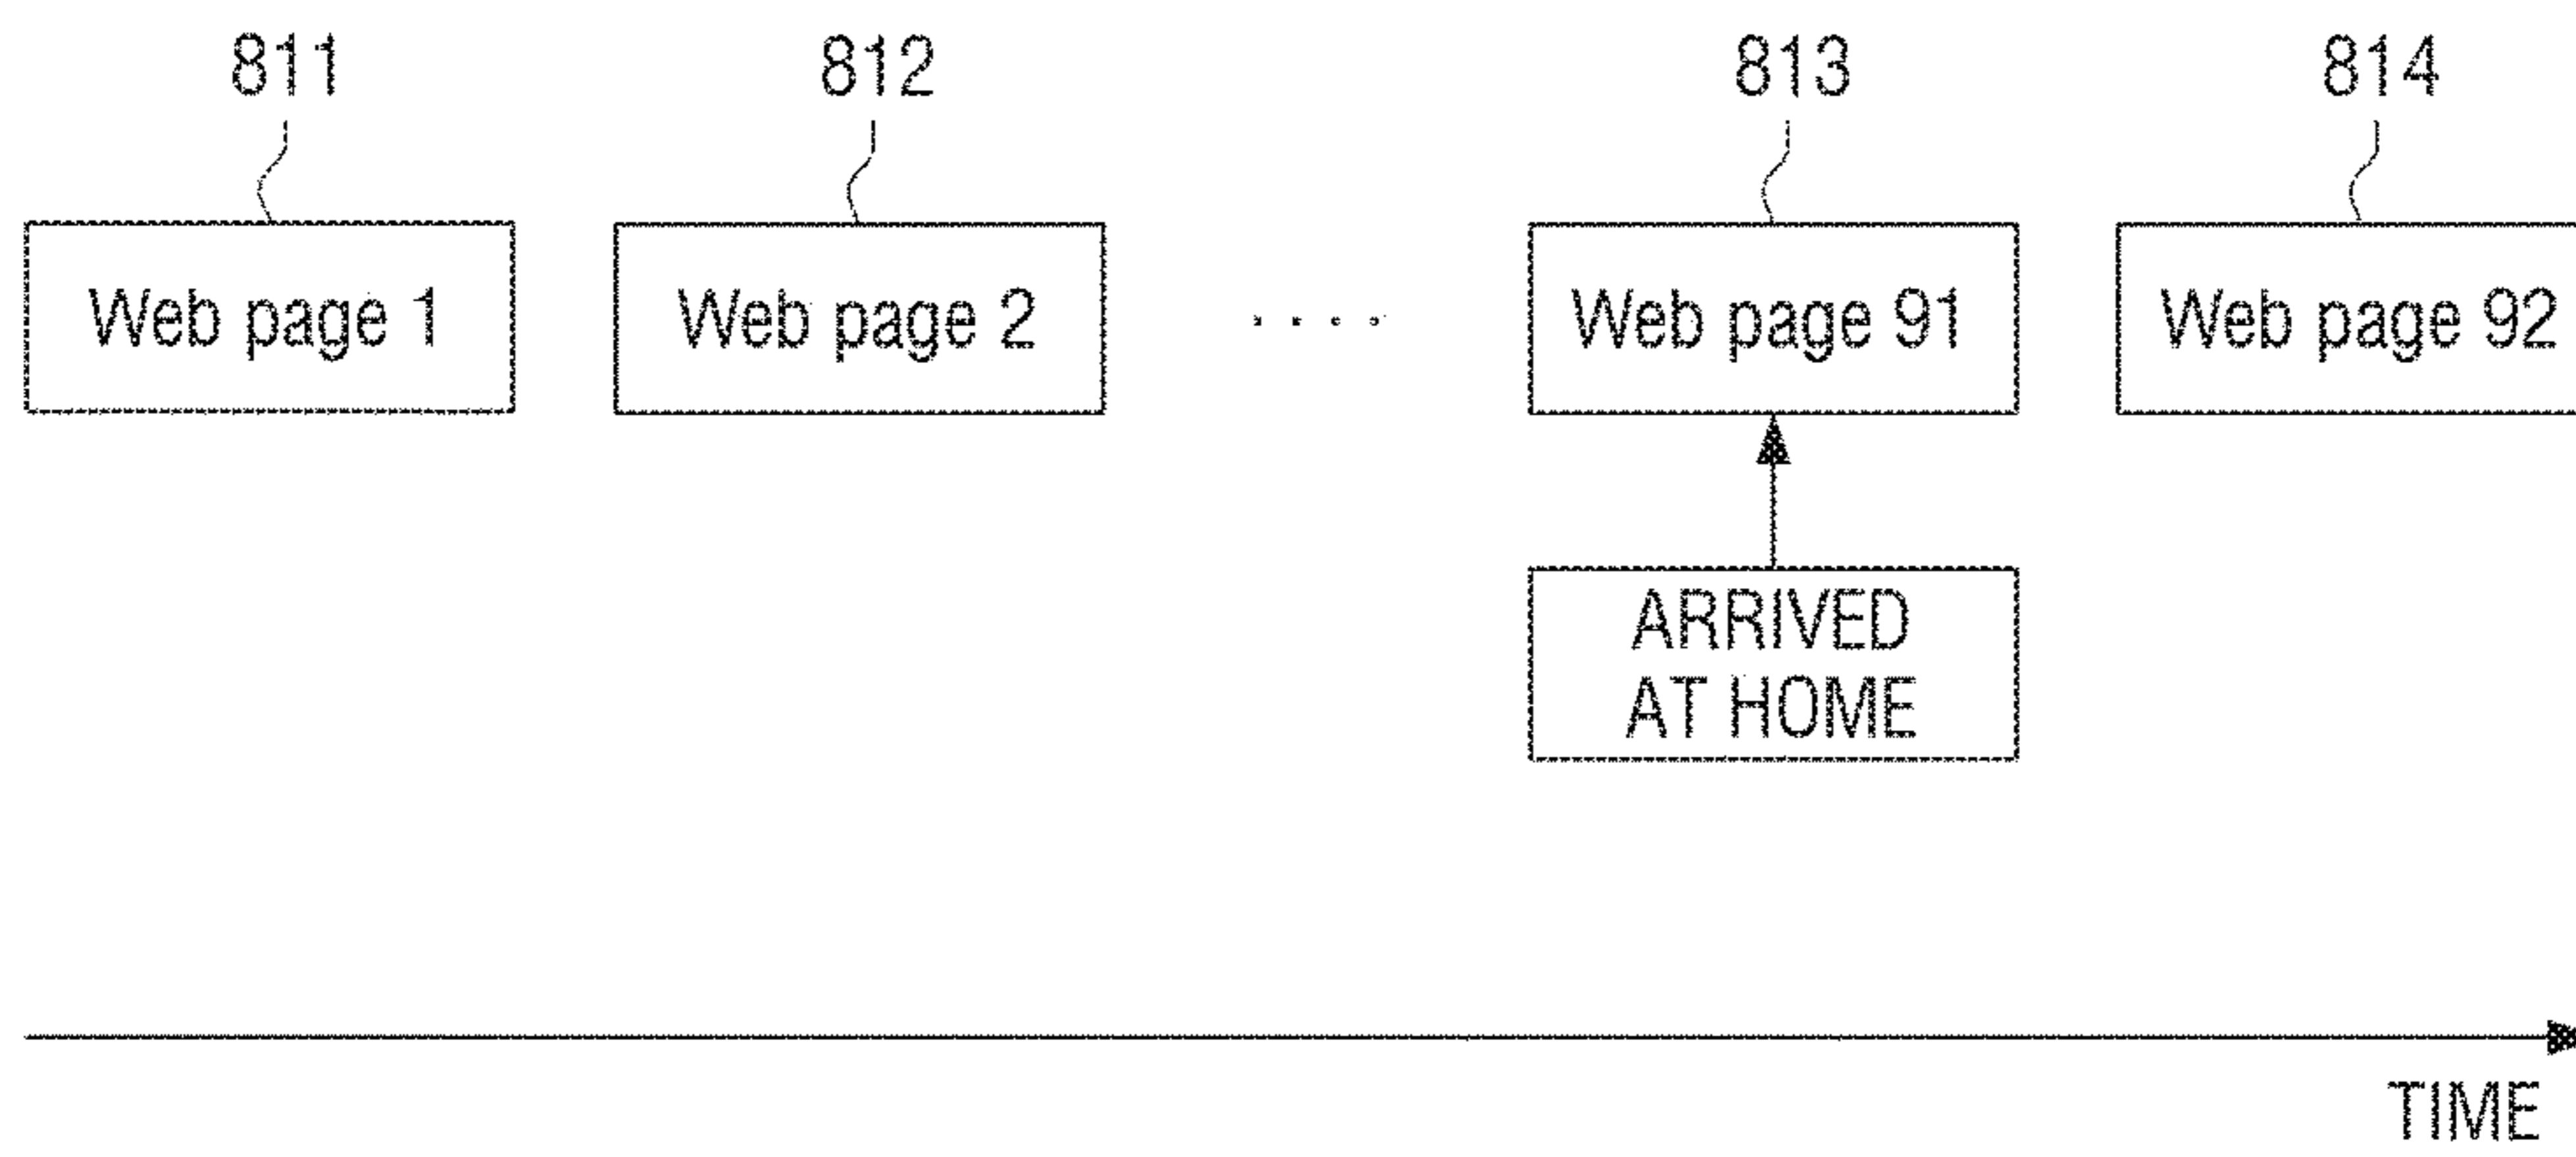 811 812 813 814
Web page 1 Web page 2 . . . . Web page 91 Web page 92
ARRIVED
AT HOME
TIME